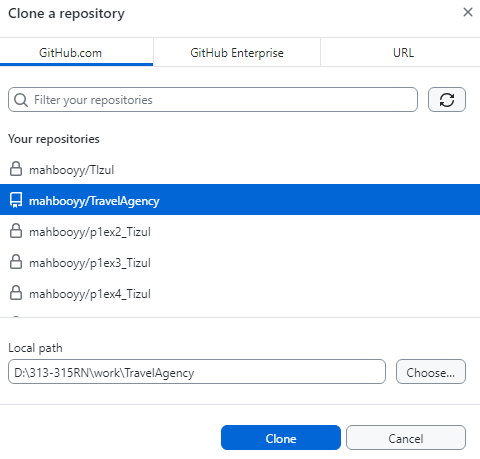 Clone a repository
GitHub.com GitHub Enterprise URL
Filter your repositories
Your repositories
mahbooyy/TIzul
mahbooyy/TravelAgency
mahbooyy/p1ex2_Tizul
mahbooyy/p1ex3_Tizul
mahbooyy/p1ex4_Tizul
Local path
D:\313-315RN\work\TravelAgency Choose...
Clone Cancel